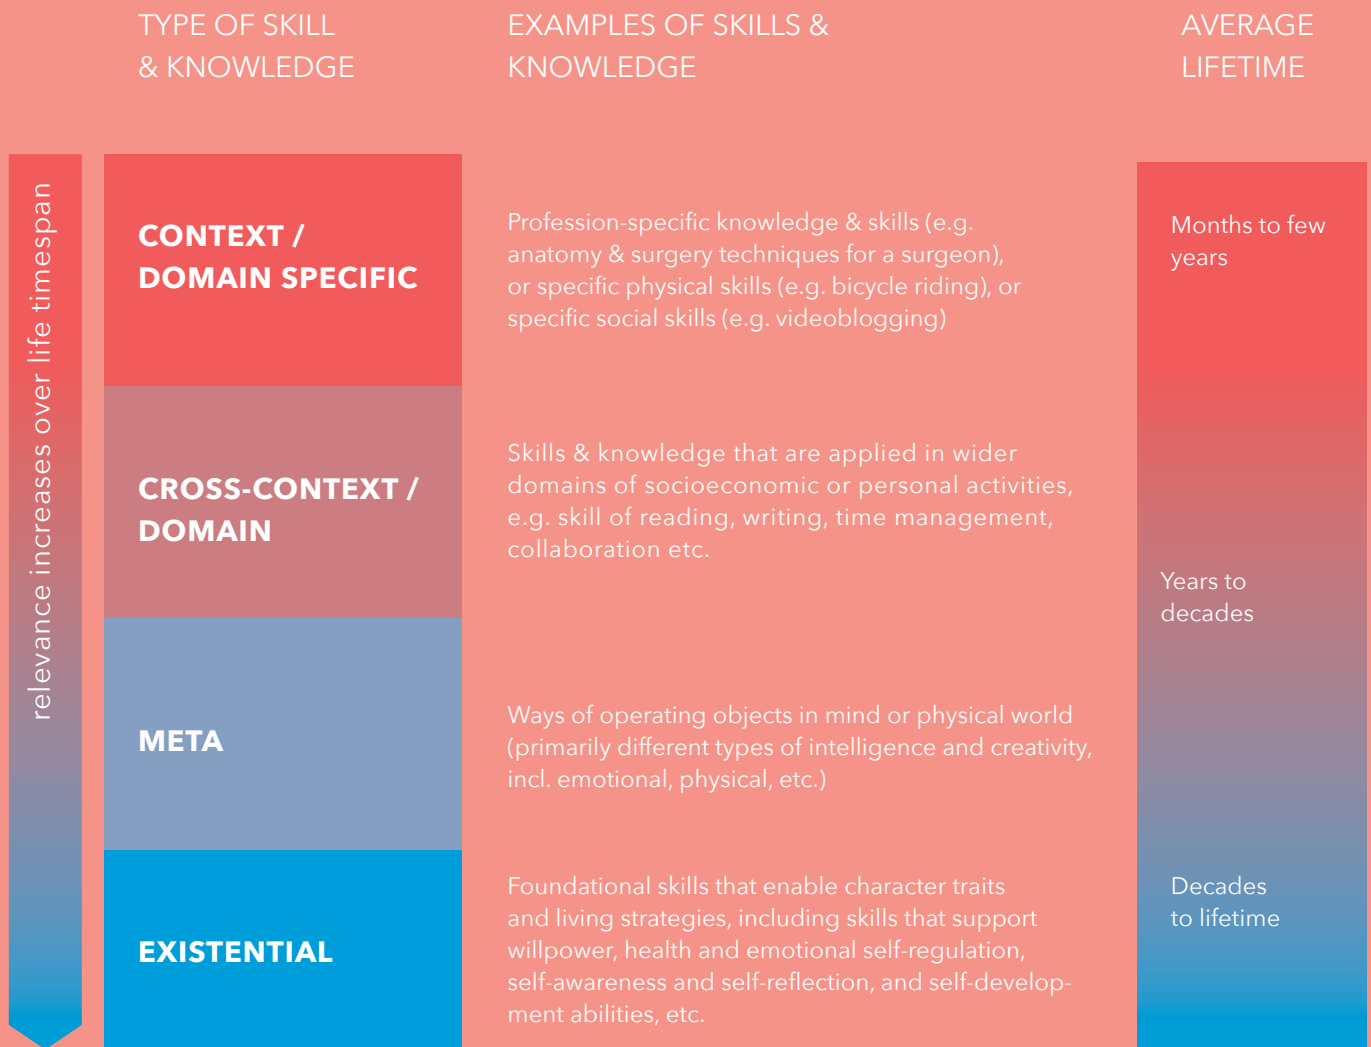 TYPE OF SKILL
& KNOWLEDGE
EXAMPLES OF SKILLS &
KNOWLEDGE
AVERAGE
LIFETIME
relevance increases over life timespan
CONTEXT /
DOMAIN SPECIFIC
Profession-specific knowledge & skills (e.g.
anatomy & surgery techniques for a surgeon),
or specific physical skills (e.g. bicycle riding), or
specific social skills (e.g. videoblogging)
Months to few
years
CROSS-CONTEXT /
DOMAIN
Skills & knowledge that are applied in wider
domains of socioeconomic or personal activities,
e.g. skill of reading, writing, time management,
collaboration etc.
Years to
decades
META
Ways of operating objects in mind or physical world
(primarily different types of intelligence and creativity,
incl. emotional, physical, etc.)
EXISTENTIAL
Foundational skills that enable character traits
and living strategies, including skills that support
willpower, health and emotional self-regulation,
self-awareness and self-reflection, and self-develop-
ment abilities, etc.
Decades
to lifetime